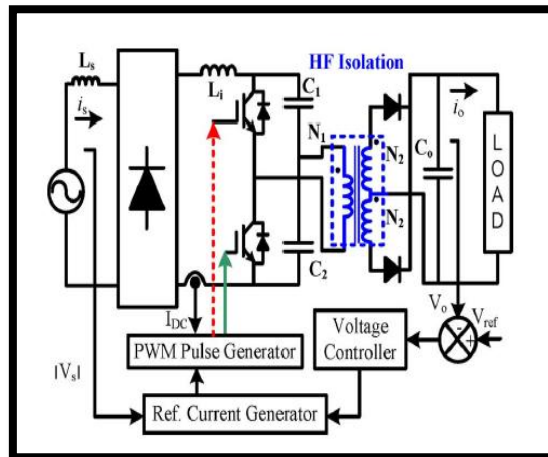 HF Isolation
Ls
is
Li
C1
N1
N2
N2
C2
Co
io
LOAD
IDC
Vo
Vref
-
+
|Vs|
PWM Pulse Generator
Voltage
Controller
Ref. Current Generator